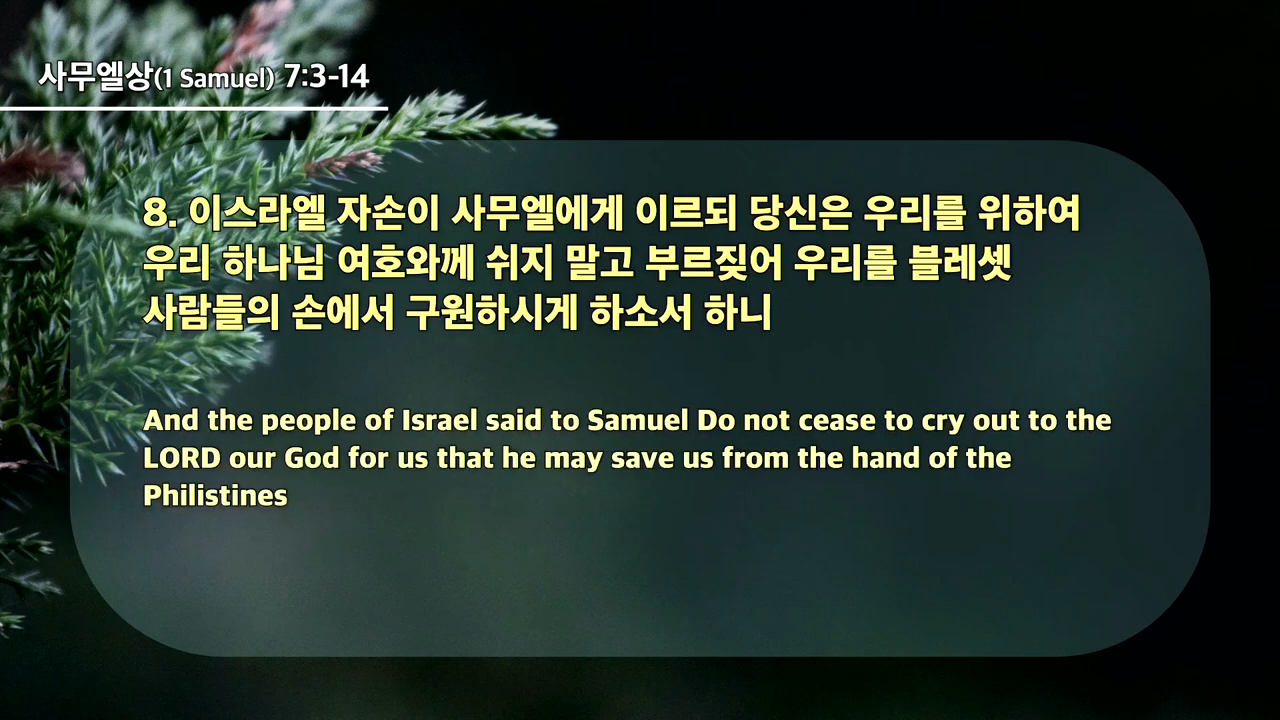 사무엘상(1 Samuel) 7:3-14
8. 이스라엘 자손이 사무엘에게 이르되 당신은 우리를 위하여
우리 하나님 여호와께 쉬지 말고 부르짖어 우리를 블레셋
사람들의 손에서 구원하시게 하소서 하니
And the people of Israel said to Samuel Do not cease to cry out to the
LORD our God for us that he may save us from the hand of the
Philistines